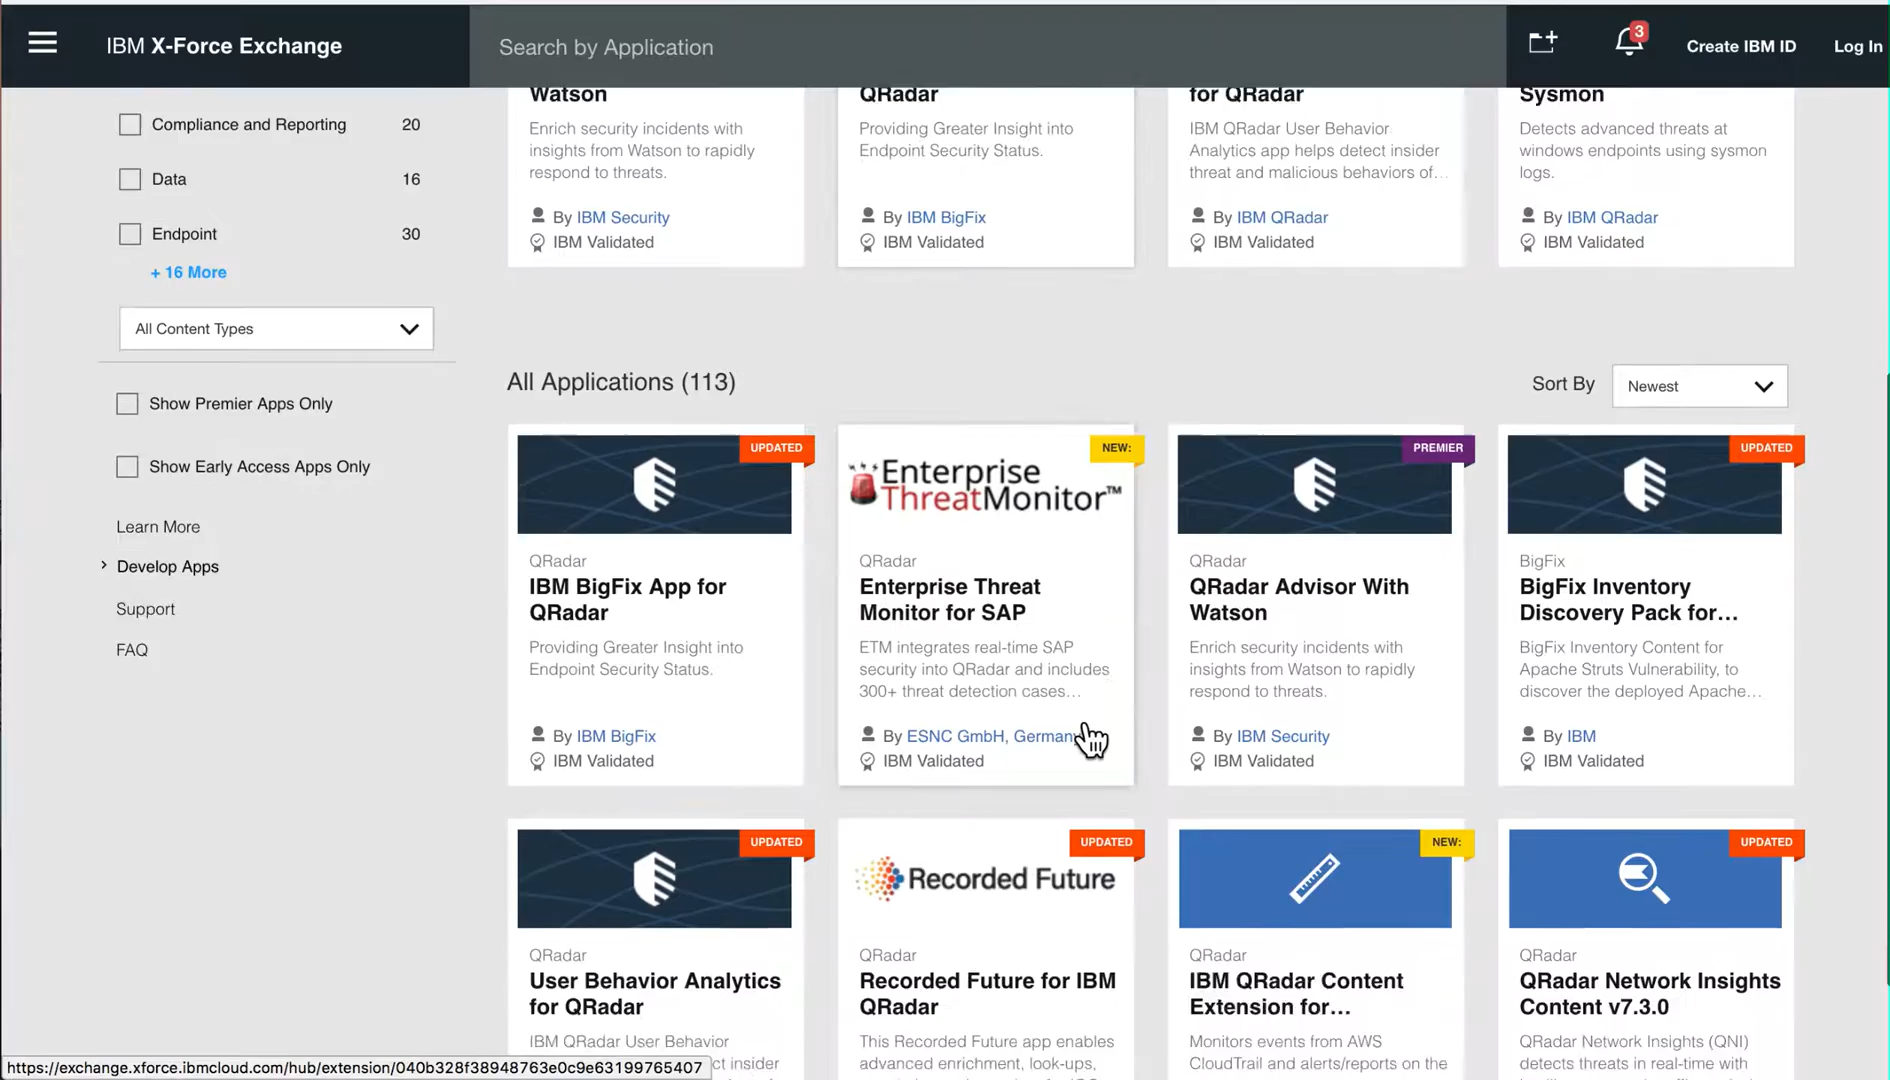 IBM X-Force Exchange
Search by Application
3
Create IBM ID
Log In
Compliance and Reporting 20
Data 16
Endpoint 30
+ 16 More
All Content Types
Show Premier Apps Only
Show Early Access Apps Only
Learn More
Develop Apps
Support
FAQ
Watson
Enrich security incidents with
insights from Watson to rapidly
respond to threats.
By IBM Security
IBM Validated
QRadar
Providing Greater Insight into
Endpoint Security Status.
By IBM BigFix
IBM Validated
for QRadar
IBM QRadar User Behavior
Analytics app helps detect insider
threat and malicious behaviors of...
By IBM QRadar
IBM Validated
Sysmon
Detects advanced threats at
windows endpoints using sysmon
logs.
By IBM QRadar
IBM Validated
All Applications (113)
Sort By
Newest
UPDATED
QRadar
IBM BigFix App for
QRadar
Providing Greater Insight into
Endpoint Security Status.
By IBM BigFix
IBM Validated
NEW:
Enterprise
ThreatMonitor™
QRadar
Enterprise Threat
Monitor for SAP
ETM integrates real-time SAP
security into QRadar and includes
300+ threat detection cases...
By ESNC GmbH,
IBM Validated
PREMIER
QRadar
QRadar Advisor With
Watson
Enrich security incidents with
insights from Watson to rapidly
respond to threats.
By IBM Security
IBM Validated
UPDATED
BigFix
BigFix Inventory
Discovery Pack for...
BigFix Inventory Content for
Apache Struts Vulnerability, to
discover the deployed Apache...
By IBM
IBM Validated
UPDATED
QRadar
User Behavior Analytics
for QRadar
IBM QRadar User Behavior
ct insider
UPDATED
Recorded Future
QRadar
Recorded Future for IBM
QRadar
This Recorded Future app enables
advanced enrichment, look-ups,
NEW:
QRadar
IBM QRadar Content
Extension for...
Monitors events from AWS
CloudTrail and alerts/reports on the
UPDATED
QRadar
QRadar Network Insights
Content v7.3.0
QRadar Network Insights (QNI)
detects threats in real-time with
https://exchange.xforce.ibmcloud.com/hub/extension/040b328f38948763e0c9e63199765407